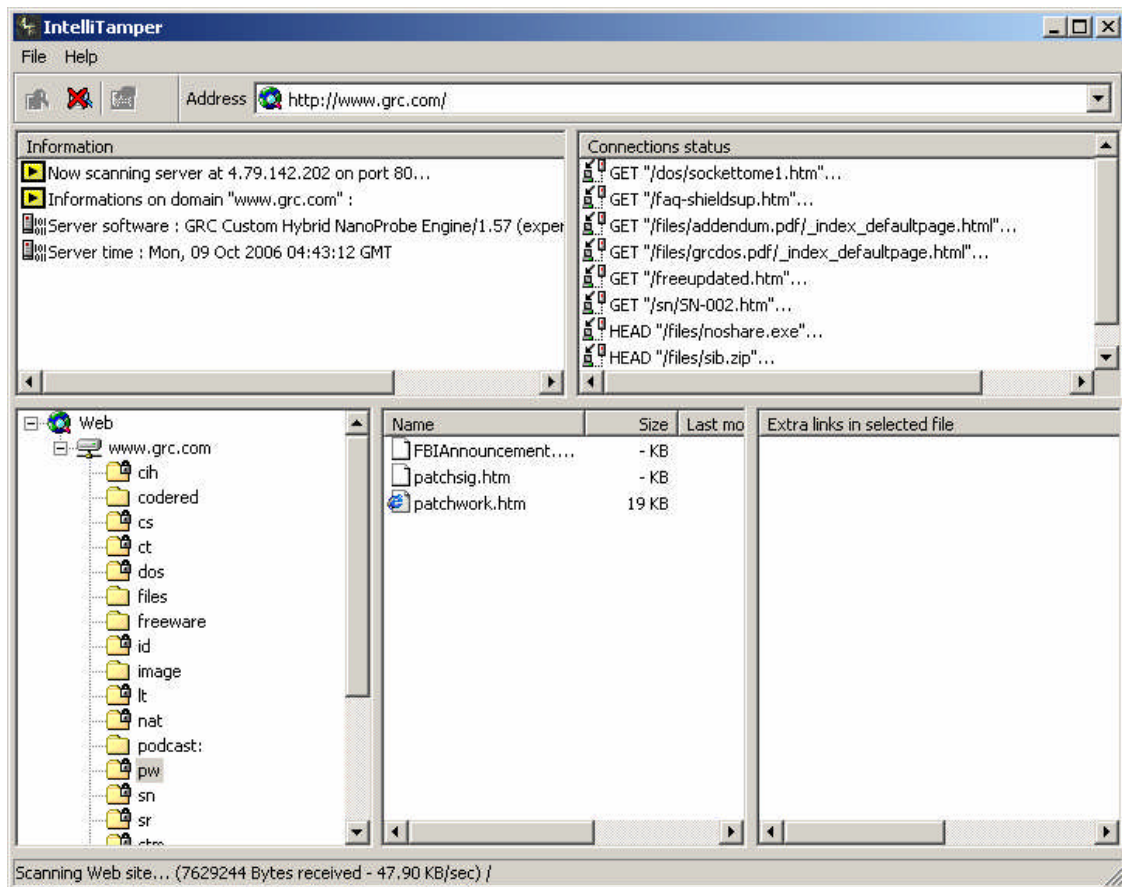 IntelliTamper
File Help
Address http://www.grc.com/
Information
Now scanning server at 4.79.142.202 on port 80...
Informations on domain "www.grc.com" :
Server software : GRC Custom Hybrid NanoProbe Engine/1.57 (exper
Server time : Mon, 09 Oct 2006 04:43:12 GMT
Connections status
GET "/dos/sockettome1.htm"...
GET "/faq-shieldsup.htm"...
GET "/files/addendum.pdf/_index_defaultpage.html"...
GET "/files/grcdos.pdf/_index_defaultpage.html"...
GET "/freeupdated.htm"...
GET "/sn/SN-002.htm"...
HEAD "/files/noshare.exe"...
HEAD "/files/sib.zip"...
Web
www.grc.com
cih
codered
cs
ct
dos
files
freeware
id
image
lt
nat
podcast:
pw
sn
sr
stm
Name Size Last mo
FBIAnnouncement.... - KB
patchsig.htm - KB
patchwork.htm 19 KB
Extra links in selected file
Scanning Web site... (7629244 Bytes received - 47.90 KB/sec) /